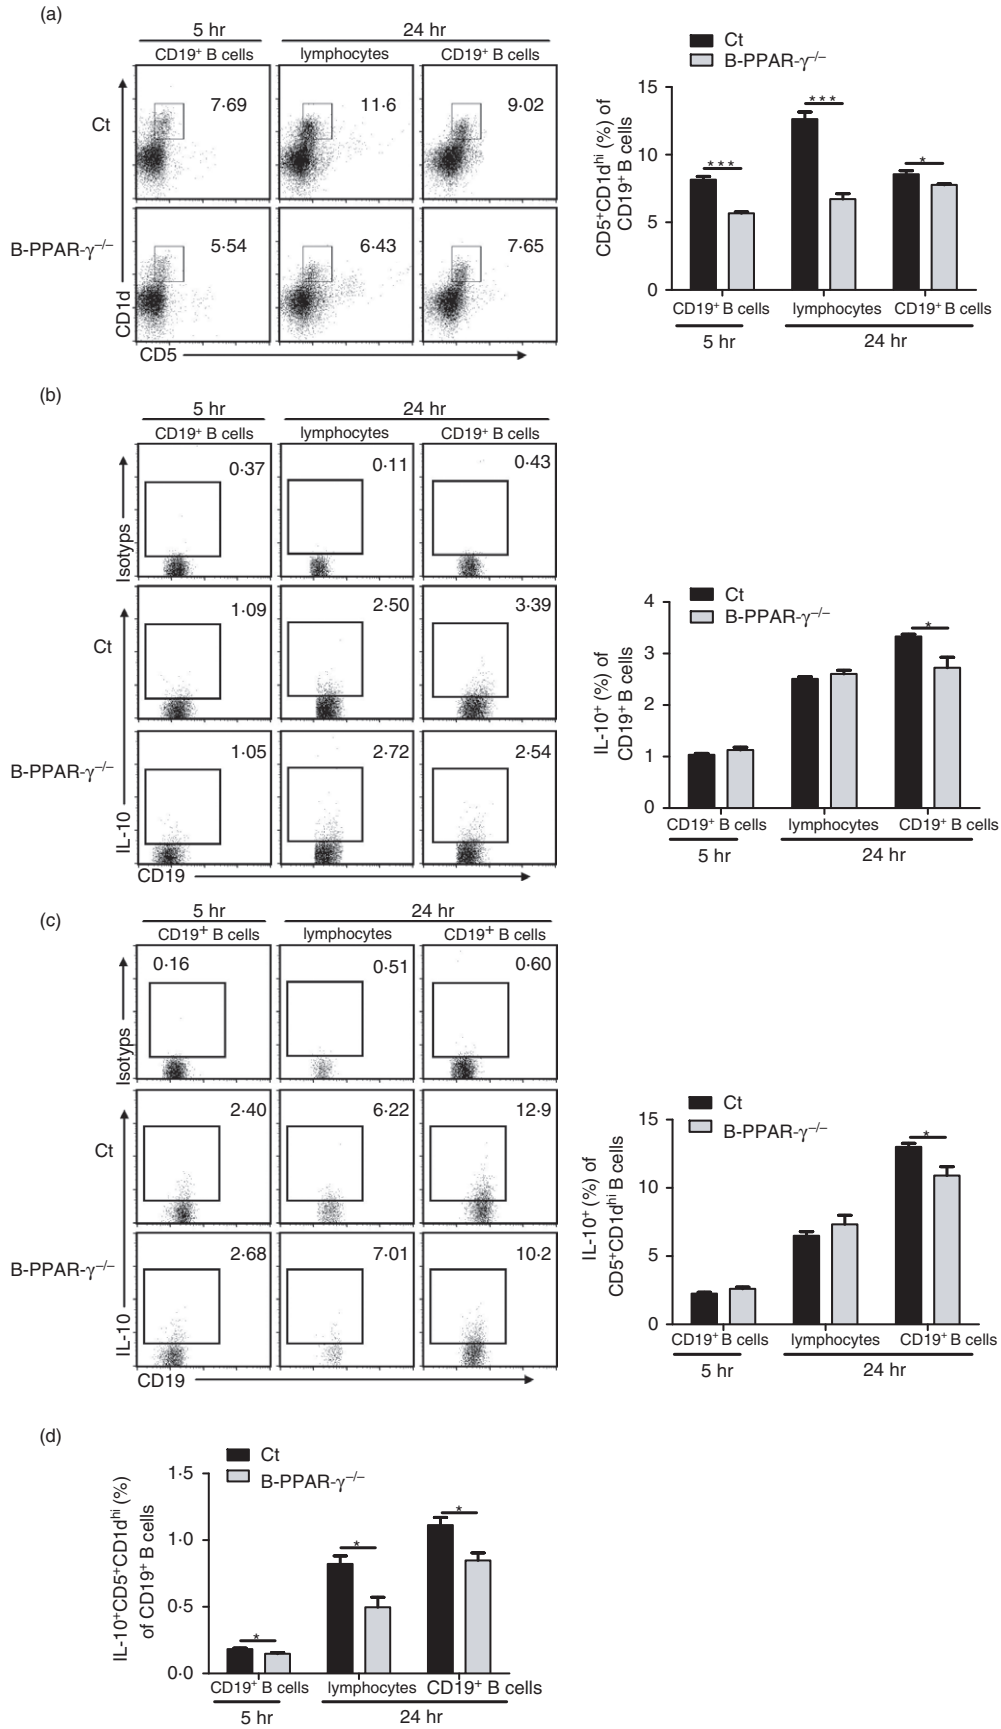 (a)
5 hr
24 hr
CD19⁺ B cells
lymphocytes
CD19⁺ B cells
Ct
7·69
11·6
9·02
B-PPAR-γ⁻/⁻
5·54
6·43
7·65
CD1d
CD5
Ct
B-PPAR-γ⁻/⁻
CD5⁺CD1dʰⁱ (%) of
CD19⁺ B cells
15
10
5
0
***
***
*
CD19⁺ B cells
lymphocytes
CD19⁺ B cells
5 hr
24 hr
(b)
5 hr
24 hr
CD19⁺ B cells
lymphocytes
CD19⁺ B cells
Isotyps
0·37
0·11
0·43
Ct
1·09
2·50
3·39
B-PPAR-γ⁻/⁻
1·05
2·72
2·54
IL-10
CD19
Ct
B-PPAR-γ⁻/⁻
IL-10⁺ (%) of
CD19⁺ B cells
4
3
2
1
0
*
CD19⁺ B cells
lymphocytes
CD19⁺ B cells
5 hr
24 hr
(c)
5 hr
24 hr
CD19⁺ B cells
lymphocytes
CD19⁺ B cells
Isotyps
0·16
0·51
0·60
Ct
2·40
6·22
12·9
B-PPAR-γ⁻/⁻
2·68
7·01
10·2
IL-10
CD19
Ct
B-PPAR-γ⁻/⁻
IL-10⁺ (%) of
CD5⁺CD1dʰⁱ B cells
15
10
5
0
*
CD19⁺ B cells
lymphocytes
CD19⁺ B cells
5 hr
24 hr
(d)
Ct
B-PPAR-γ⁻/⁻
IL-10⁺CD5⁺CD1dʰⁱ (%)
of CD19⁺ B cells
1·5
1·0
0·5
0·0
*
*
*
CD19⁺ B cells
lymphocytes
CD19⁺ B cells
5 hr
24 hr